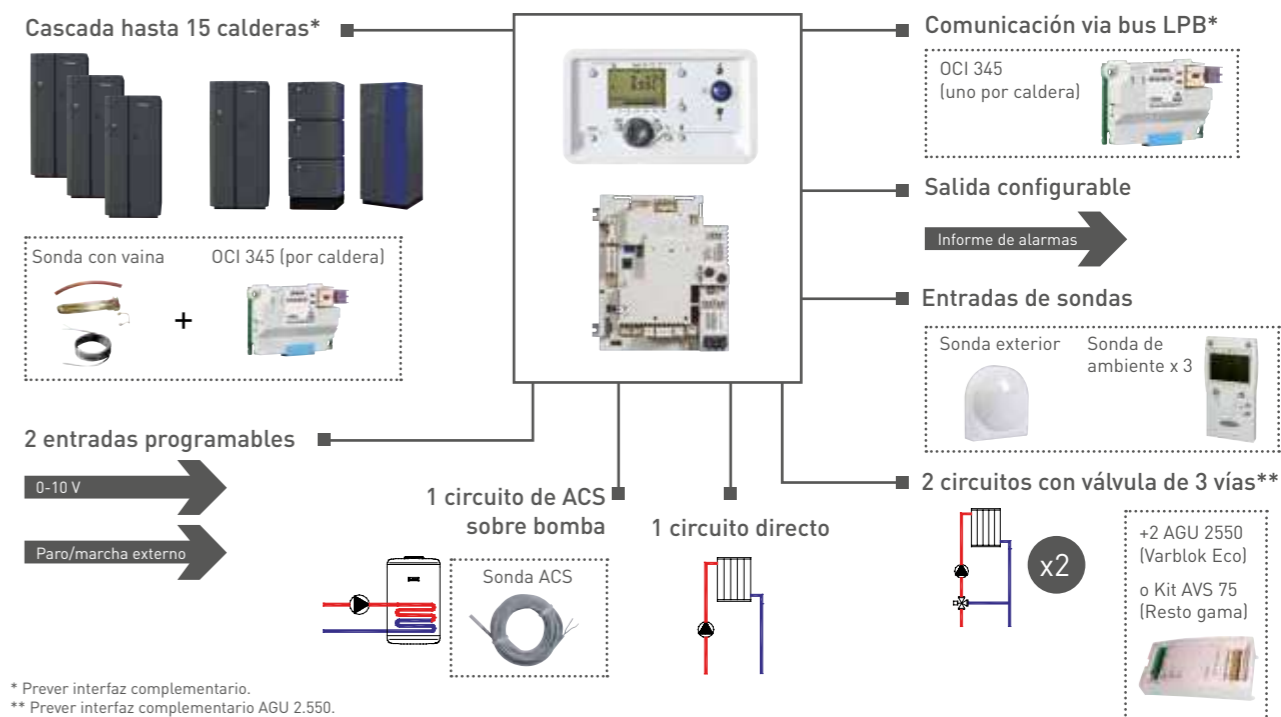 Cascada hasta 15 calderas*
Sonda con vaina
OCI 345 (por caldera)
+
2 entradas programables
0-10 V
Paro/marcha externo
1 circuito de ACS
sobre bomba
Sonda ACS
1 circuito directo
Comunicación via bus LPB*
OCI 345
(uno por caldera)
Salida configurable
Informe de alarmas
Entradas de sondas
Sonda exterior
Sonda de
ambiente x 3
2 circuitos con válvula de 3 vías**
x2
+2 AGU 2550
(Varblok Eco)
o Kit AVS 75
(Resto gama)
* Prever interfaz complementario.
** Prever interfaz complementario AGU 2.550.